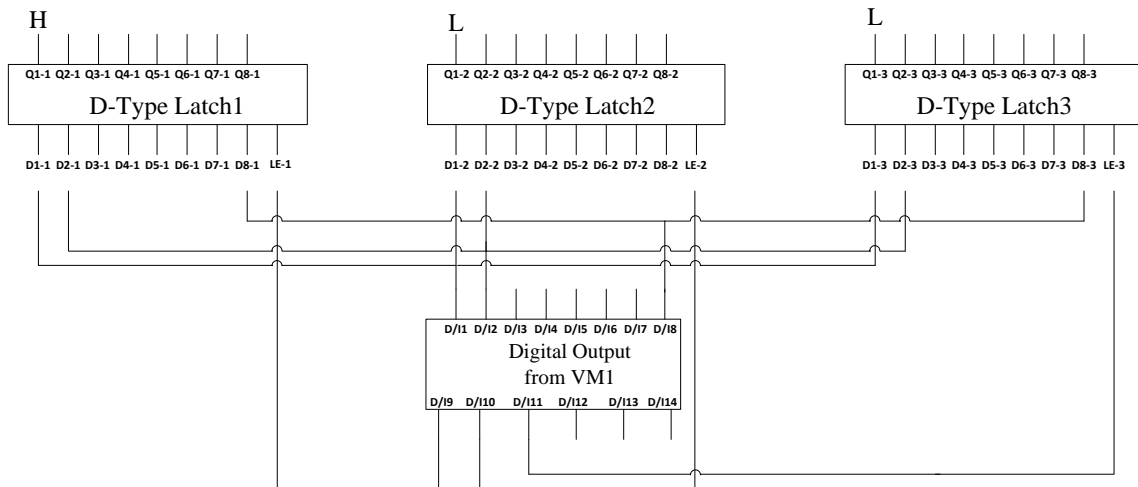 H L L
Q1-1 Q2-1 Q3-1 Q4-1 Q5-1 Q6-1 Q7-1 Q8-1 Q1-2 Q2-2 Q3-2 Q4-2 Q5-2 Q6-2 Q7-2 Q8-2 Q1-3 Q2-3 Q3-3 Q4-3 Q5-3 Q6-3 Q7-3 Q8-3
D-Type Latch1 D-Type Latch2 D-Type Latch3
D1-1 D2-1 D3-1 D4-1 D5-1 D6-1 D7-1 D8-1 LE-1 D1-2 D2-2 D3-2 D4-2 D5-2 D6-2 D7-2 D8-2 LE-2 D1-3 D2-3 D3-3 D4-3 D5-3 D6-3 D7-3 D8-3 LE-3
D/I1 D/I2 D/I3 D/I4 D/I5 D/I6 D/I7 D/I8
Digital Output
from VM1
D/I9 D/I10 D/I11 D/I12 D/I13 D/I14